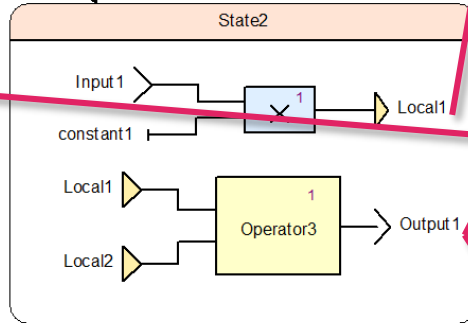 State2
Input1
1
×
Local1
constant1
Local1
1
Operator3
Output1
Local2